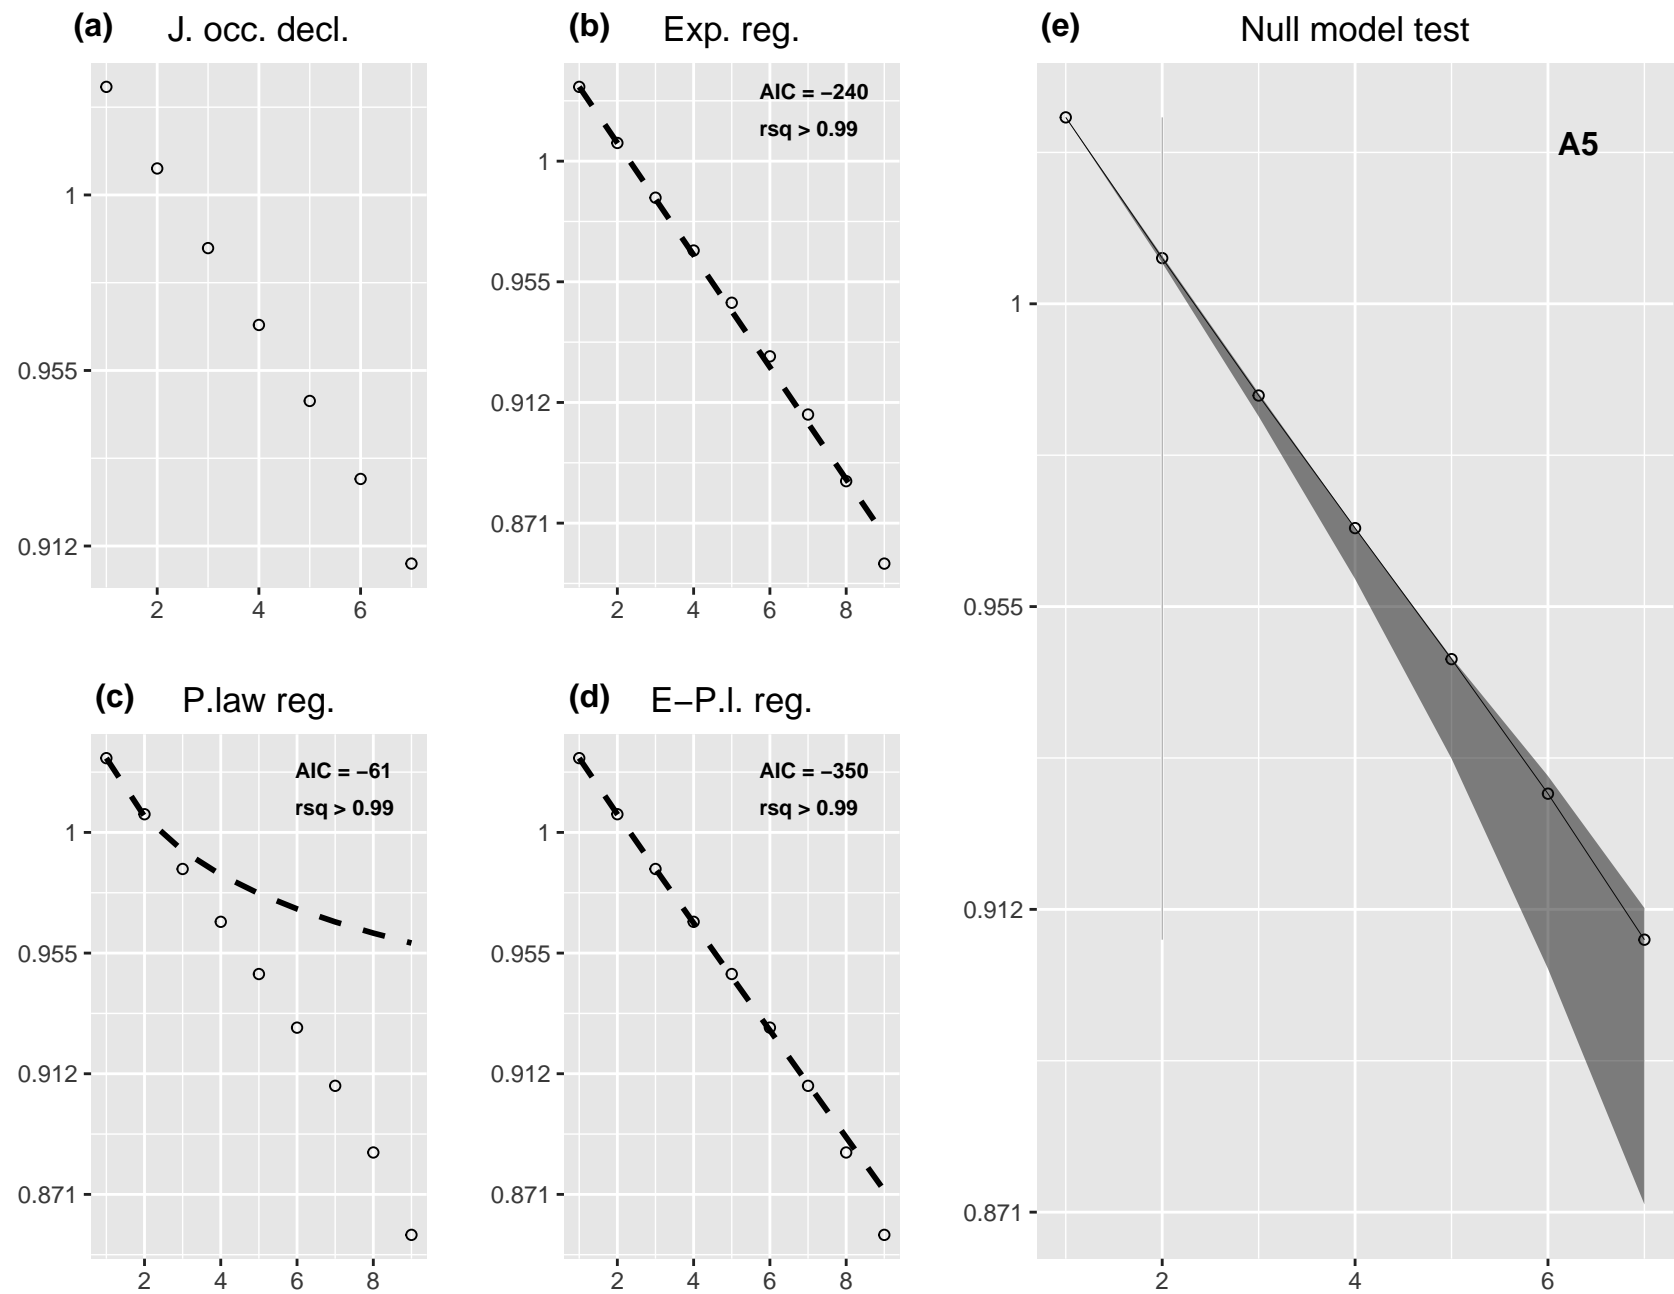 (a) J. occ. decl.
1
0.955
0.912
2 4 6
(b) Exp. reg.
AIC = −240
rsq > 0.99
1
0.955
0.912
0.871
2 4 6 8
(c) P.law reg.
AIC = −61
rsq > 0.99
1
0.955
0.912
0.871
2 4 6 8
(d) E−P.l. reg.
AIC = −350
rsq > 0.99
1
0.955
0.912
0.871
2 4 6 8
(e) Null model test
A5
1
0.955
0.912
0.871
2 4 6